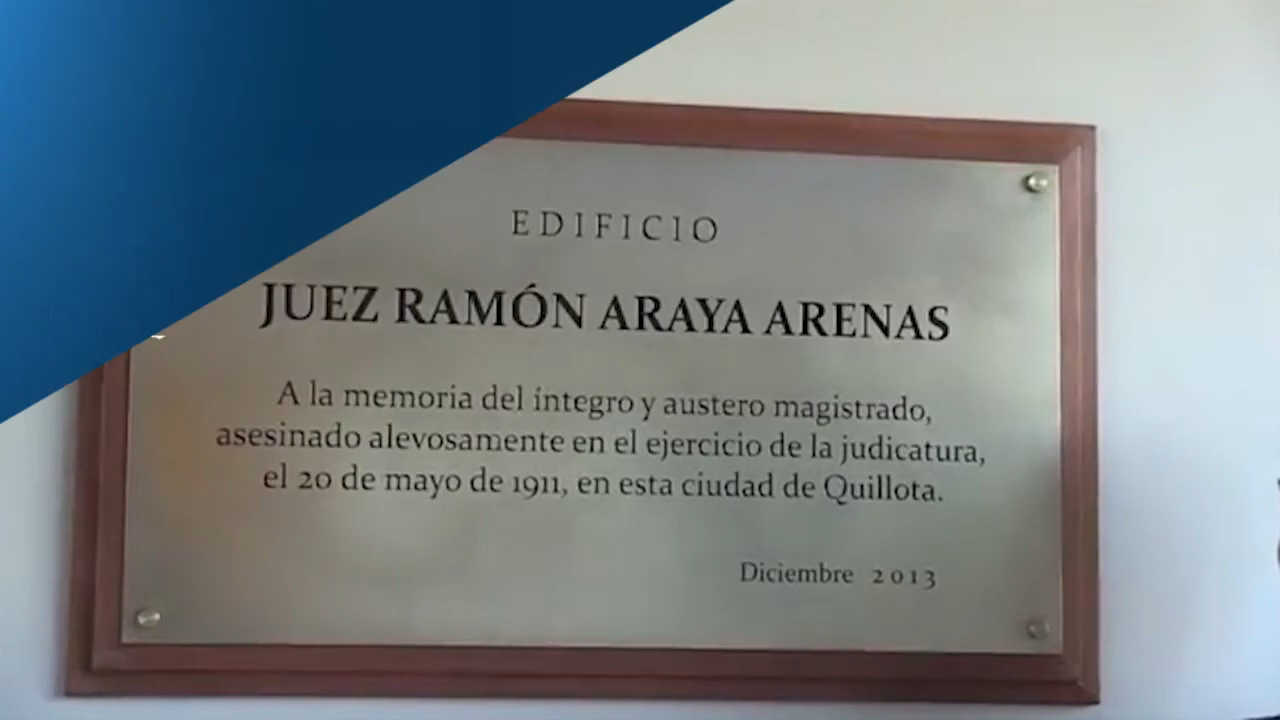 EDIFICIO
JUEZ RAMÓN ARAYA ARENAS
A la memoria del íntegro y austero magistrado,
asesinado alevosamente en el ejercicio de la judicatura,
el 20 de mayo de 1911, en esta ciudad de Quillota.
Diciembre 2013